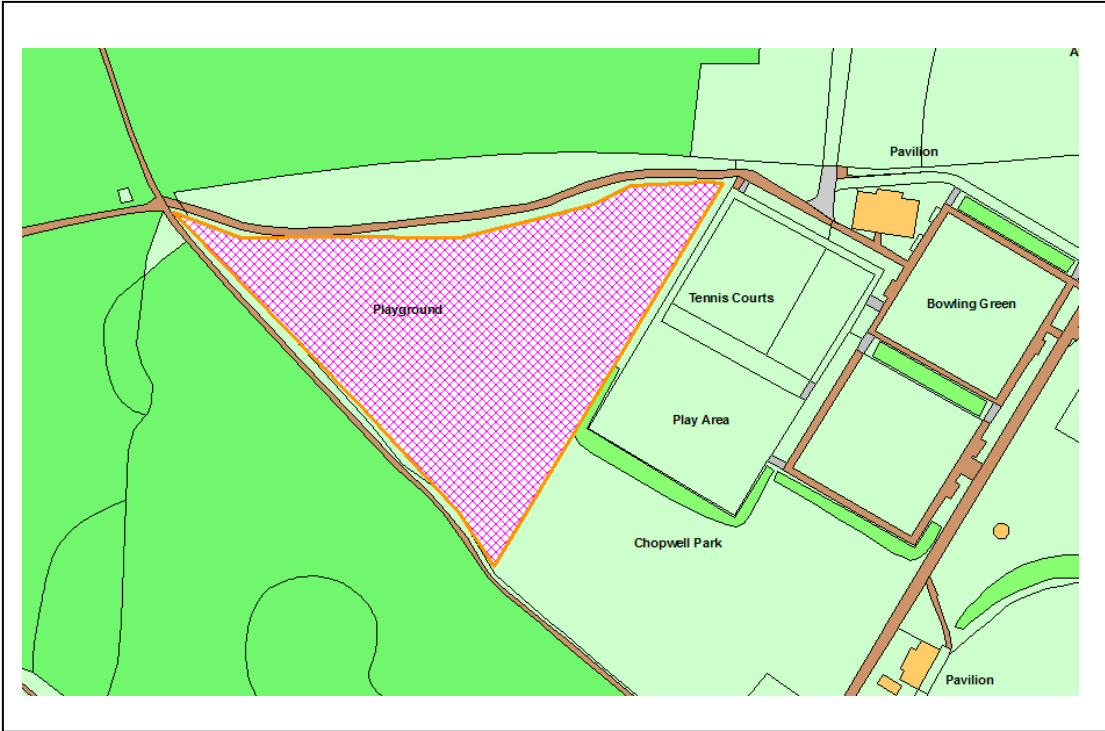 A
Pavilion
Tennis Courts
Bowling Green
Playground
Play Area
Chopwell Park
Pavilion